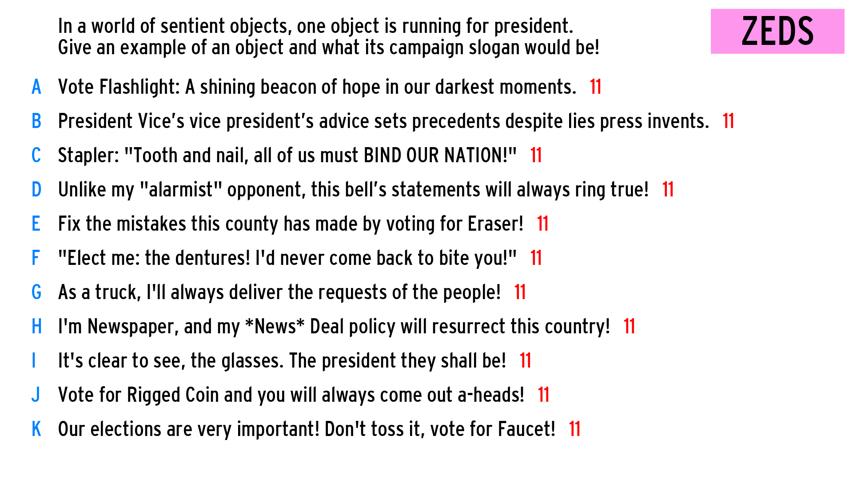 In a world of sentient objects, one object is running for president.
Give an example of an object and what its campaign slogan would be!
ZEDS
A Vote Flashlight: A shining beacon of hope in our darkest moments. 11
B President Vice's vice president's advice sets precedents despite lies press invents. 11
C Stapler: "Tooth and nail, all of us must BIND OUR NATION!" 11
D Unlike my "alarmist" opponent, this bell's statements will always ring true! 11
E Fix the mistakes this county has made by voting for Eraser! 11
F "Elect me: the dentures! I'd never come back to bite you!" 11
G As a truck, I'll always deliver the requests of the people! 11
H I'm Newspaper, and my *News* Deal policy will resurrect this country! 11
I It's clear to see, the glasses. The president they shall be! 11
J Vote for Rigged Coin and you will always come out a-heads! 11
K Our elections are very important! Don't toss it, vote for Faucet! 11